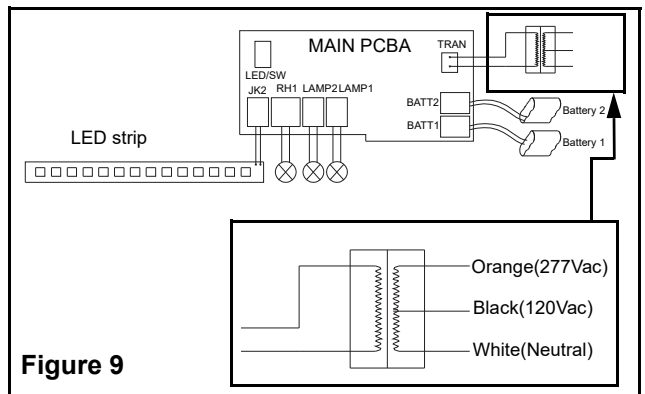 MAIN PCBA
TRAN
LED/SW
JK2 RH1 LAMP2 LAMP1
BATT2
Battery 2
BATT1
Battery 1
LED strip
Orange(277Vac)
Black(120Vac)
White(Neutral)
Figure 9